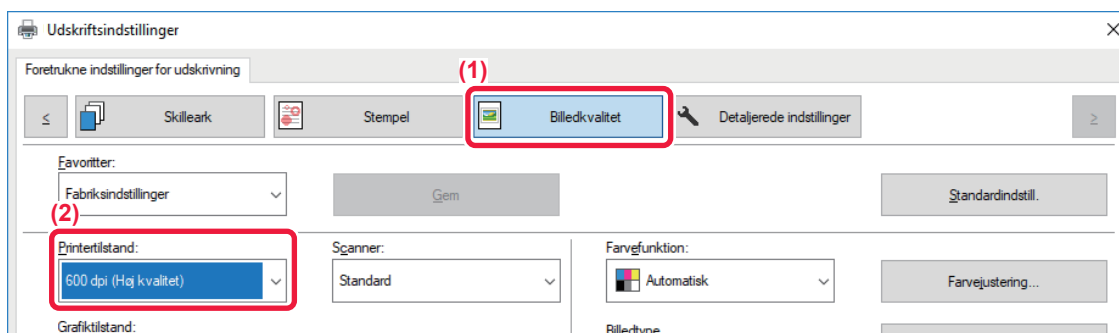 Udskriftsindstillinger
Foretrukne indstillinger for udskrivning
(1)
≤ Skilleark Stempel Billedkvalitet Detaljerede indstillinger ≥
Favoritter:
Fabriksindstillinger Gem Standardindstill.
(2)
Printertilstand: Scanner: Farvefunktion:
600 dpi (Høj kvalitet) Standard Automatisk Farvejustering...
Grafiktilstand: Billedtype